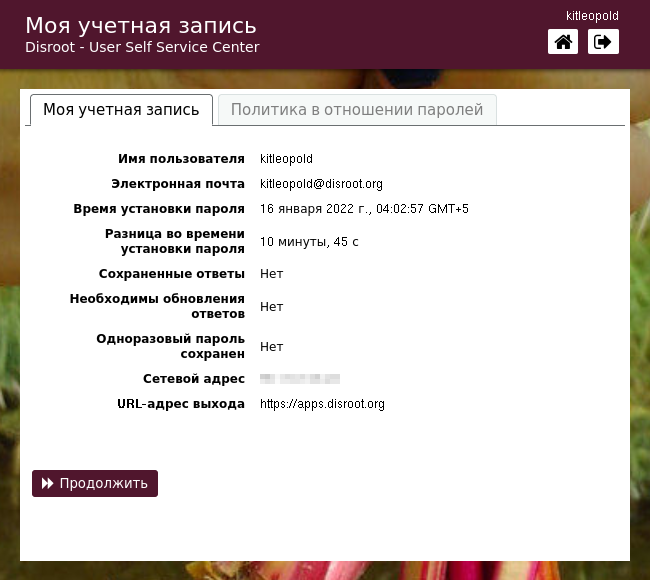 Моя учетная запись
Disroot - User Self Service Center
kitleopold
Моя учетная запись
Политика в отношении паролей
Имя пользователя kitleopold
Электронная почта kitleopold@disroot.org
Время установки пароля 16 января 2022 г., 04:02:57 GMT+5
Разница во времени
установки пароля
10 минуты, 45 с
Сохраненные ответы Нет
Необходимы обновления
ответов
Нет
Одноразовый пароль
сохранен
Нет
Сетевой адрес
URL-адрес выхода https://apps.disroot.org
Продолжить